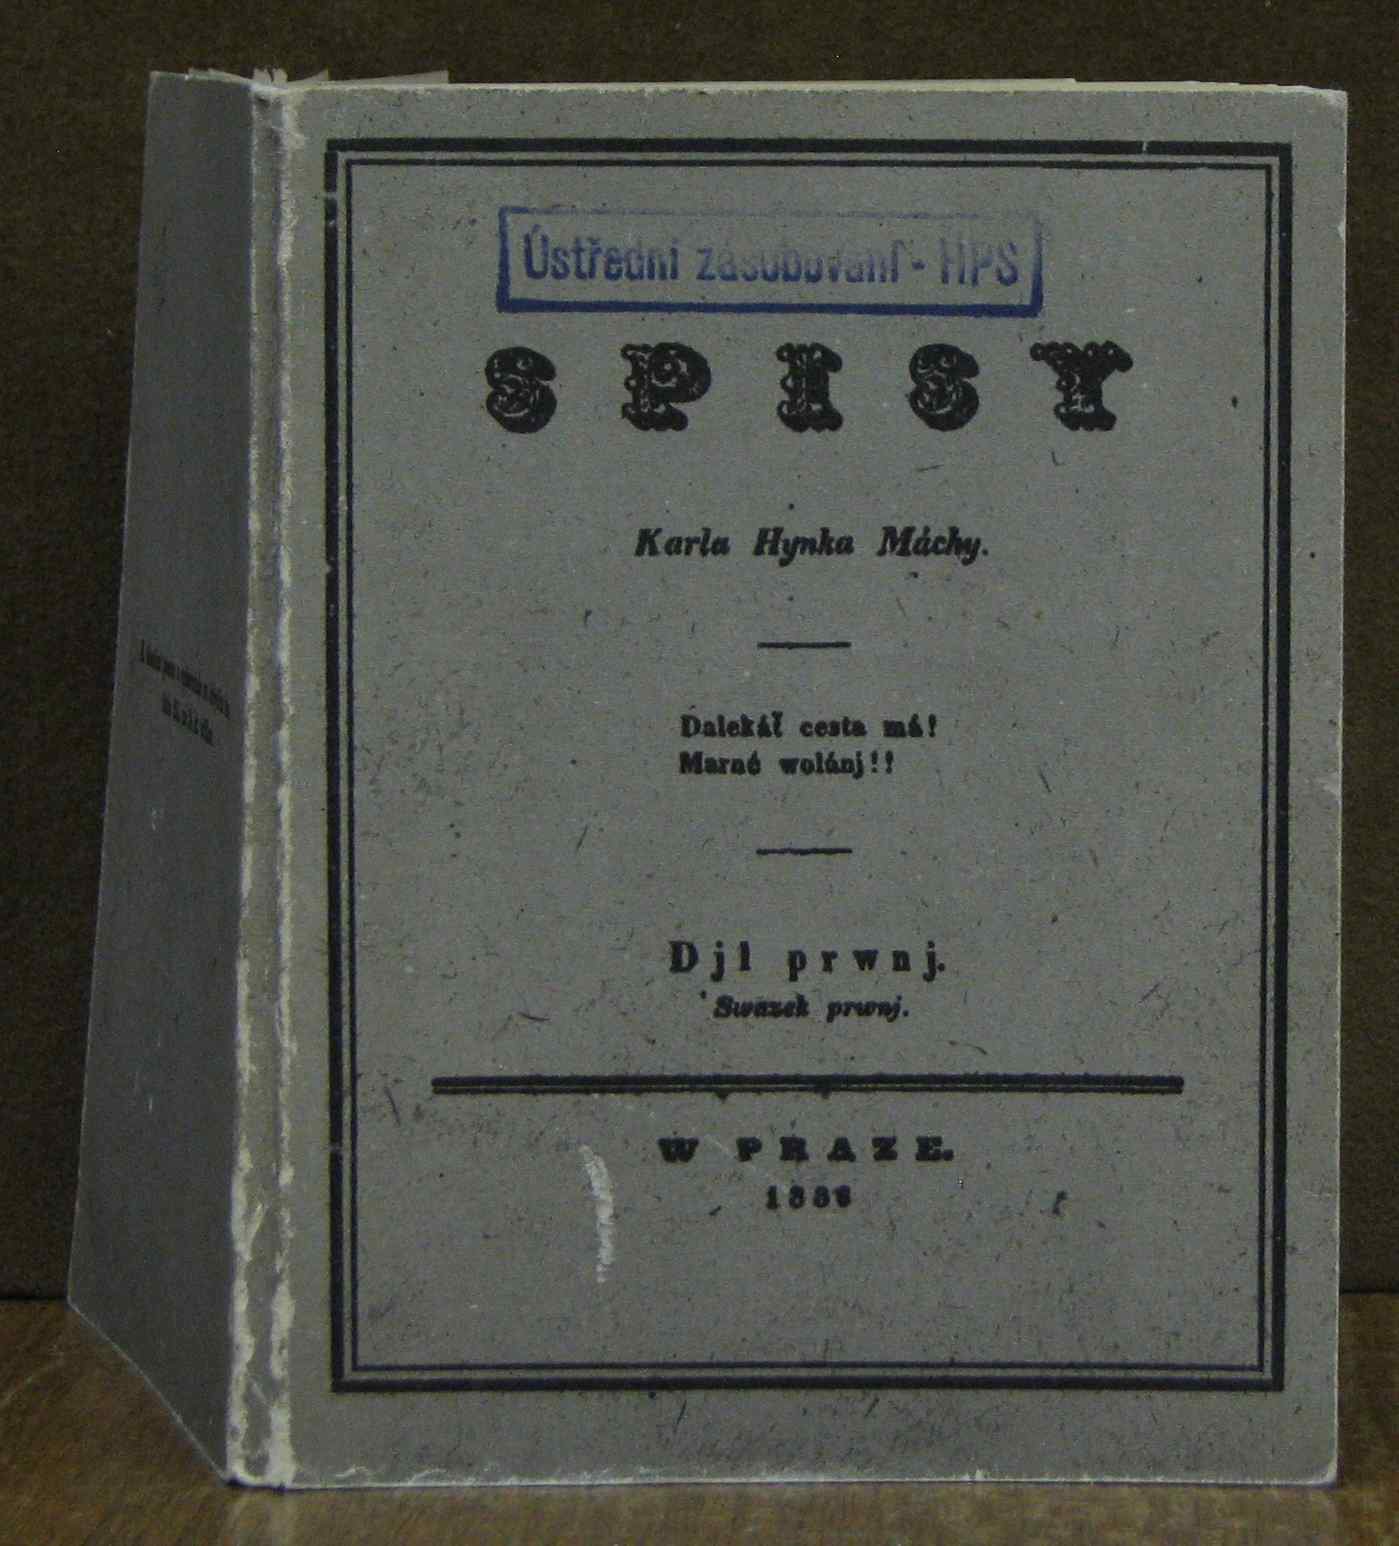 Ústřední zásobování - HPS
SPISY
Karla Hynka Máchy.
Dalekáť cesta má!
Marné wolánj!!
Djl prwnj.
Swazek prwnj.
W PRAZE.
1836